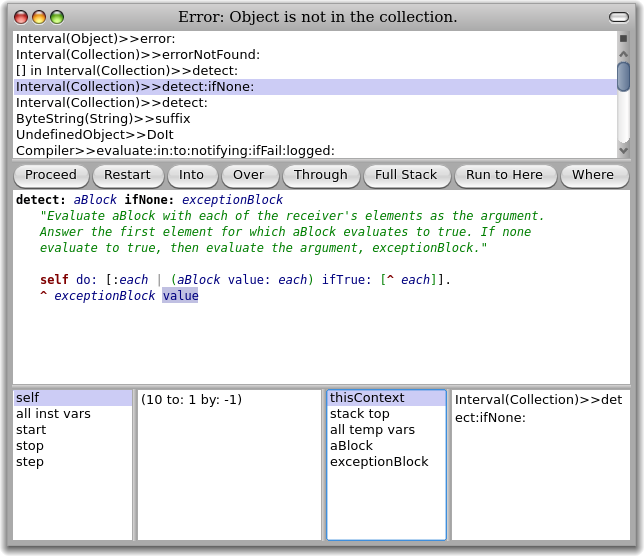 Error: Object is not in the collection.
Interval(Object)>>error:
Interval(Collection)>>errorNotFound:
[] in Interval(Collection)>>detect:
Interval(Collection)>>detect:ifNone:
Interval(Collection)>>detect:
ByteString(String)>>suffix
UndefinedObject>>DoIt
Compiler>>evaluate:in:to:notifying:ifFail:logged:
Proceed Restart Into Over Through Full Stack Run to Here Where
detect: aBlock ifNone: exceptionBlock
"Evaluate aBlock with each of the receiver's elements as the argument.
Answer the first element for which aBlock evaluates to true. If none
evaluate to true, then evaluate the argument, exceptionBlock."
self do: [:each | (aBlock value: each) ifTrue: [^ each]].
^ exceptionBlock value
self
all inst vars
start
stop
step
(10 to: 1 by: -1)
thisContext
stack top
all temp vars
aBlock
exceptionBlock
Interval(Collection)>>det
ect:ifNone: